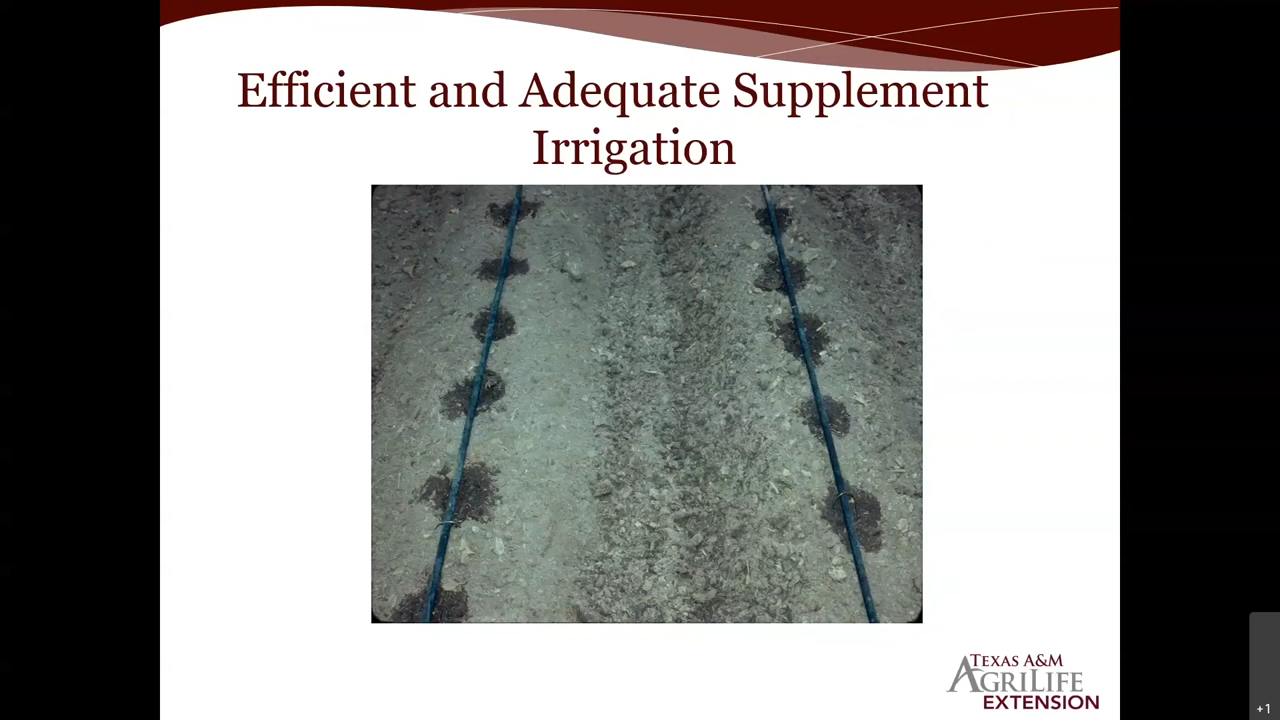 Efficient and Adequate Supplement
Irrigation
TEXAS A&M
AGRILIFE
EXTENSION
+1